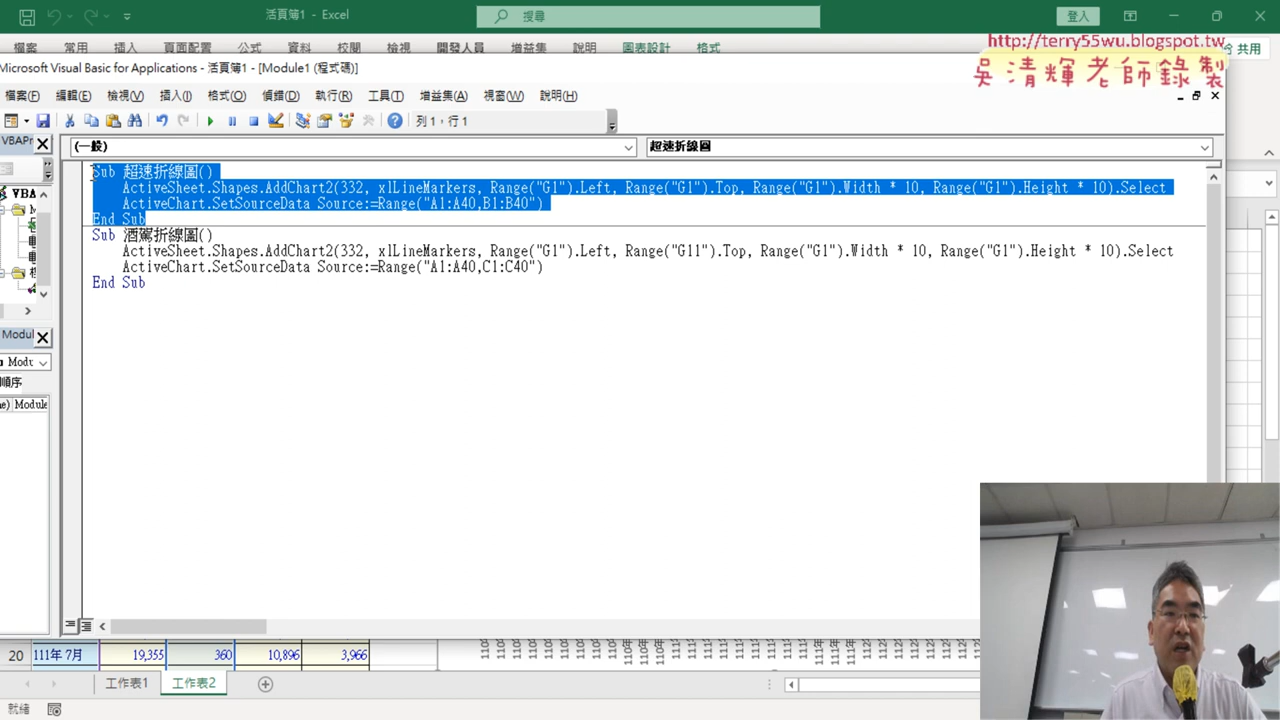 活頁簿1 - Excel
搜尋
登入
檔案 常用 插入 頁面配置 公式 資料 校閱 檢視 開發人員 增益集 說明 圖表設計 格式
共用
http://terry55wu.blogspot.tw
吳清輝老師錄製
Microsoft Visual Basic for Applications - 活頁簿1 - [Module1 (程式碼)]
檔案(F) 編輯(E) 檢視(V) 插入(I) 格式(O) 偵錯(D) 執行(R) 工具(T) 增益集(A) 視窗(W) 說明(H)
列 1，行 1
(一般)
超速折線圖
Sub 超速折線圖()
ActiveSheet.Shapes.AddChart2(332, xlLineMarkers, Range("G1").Left, Range("G1").Top, Range("G1").Width * 10, Range("G1").Height * 10).Select
ActiveChart.SetSourceData Source:=Range("A1:A40,B1:B40")
End Sub
Sub 酒駕折線圖()
ActiveSheet.Shapes.AddChart2(332, xlLineMarkers, Range("G1").Left, Range("G11").Top, Range("G1").Width * 10, Range("G1").Height * 10).Select
ActiveChart.SetSourceData Source:=Range("A1:A40,C1:C40")
End Sub
20 111年 7月 19,355 360 10,896 3,966
工作表1 工作表2
就緒